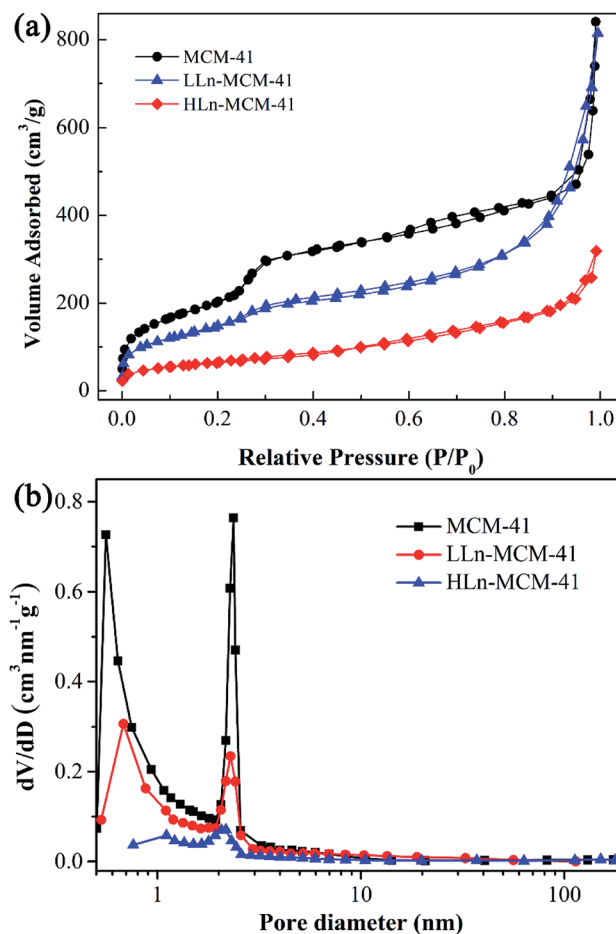 (a)
MCM-41
LLn-MCM-41
HLn-MCM-41
Volume Adsorbed (cm³/g)
800
600
400
200
0
0.0 0.2 0.4 0.6 0.8 1.0
Relative Pressure (P/P₀)
(b)
MCM-41
LLn-MCM-41
HLn-MCM-41
dV/dD (cm³nm⁻¹g⁻¹)
0.8
0.6
0.4
0.2
0.0
1 10 100
Pore diameter (nm)